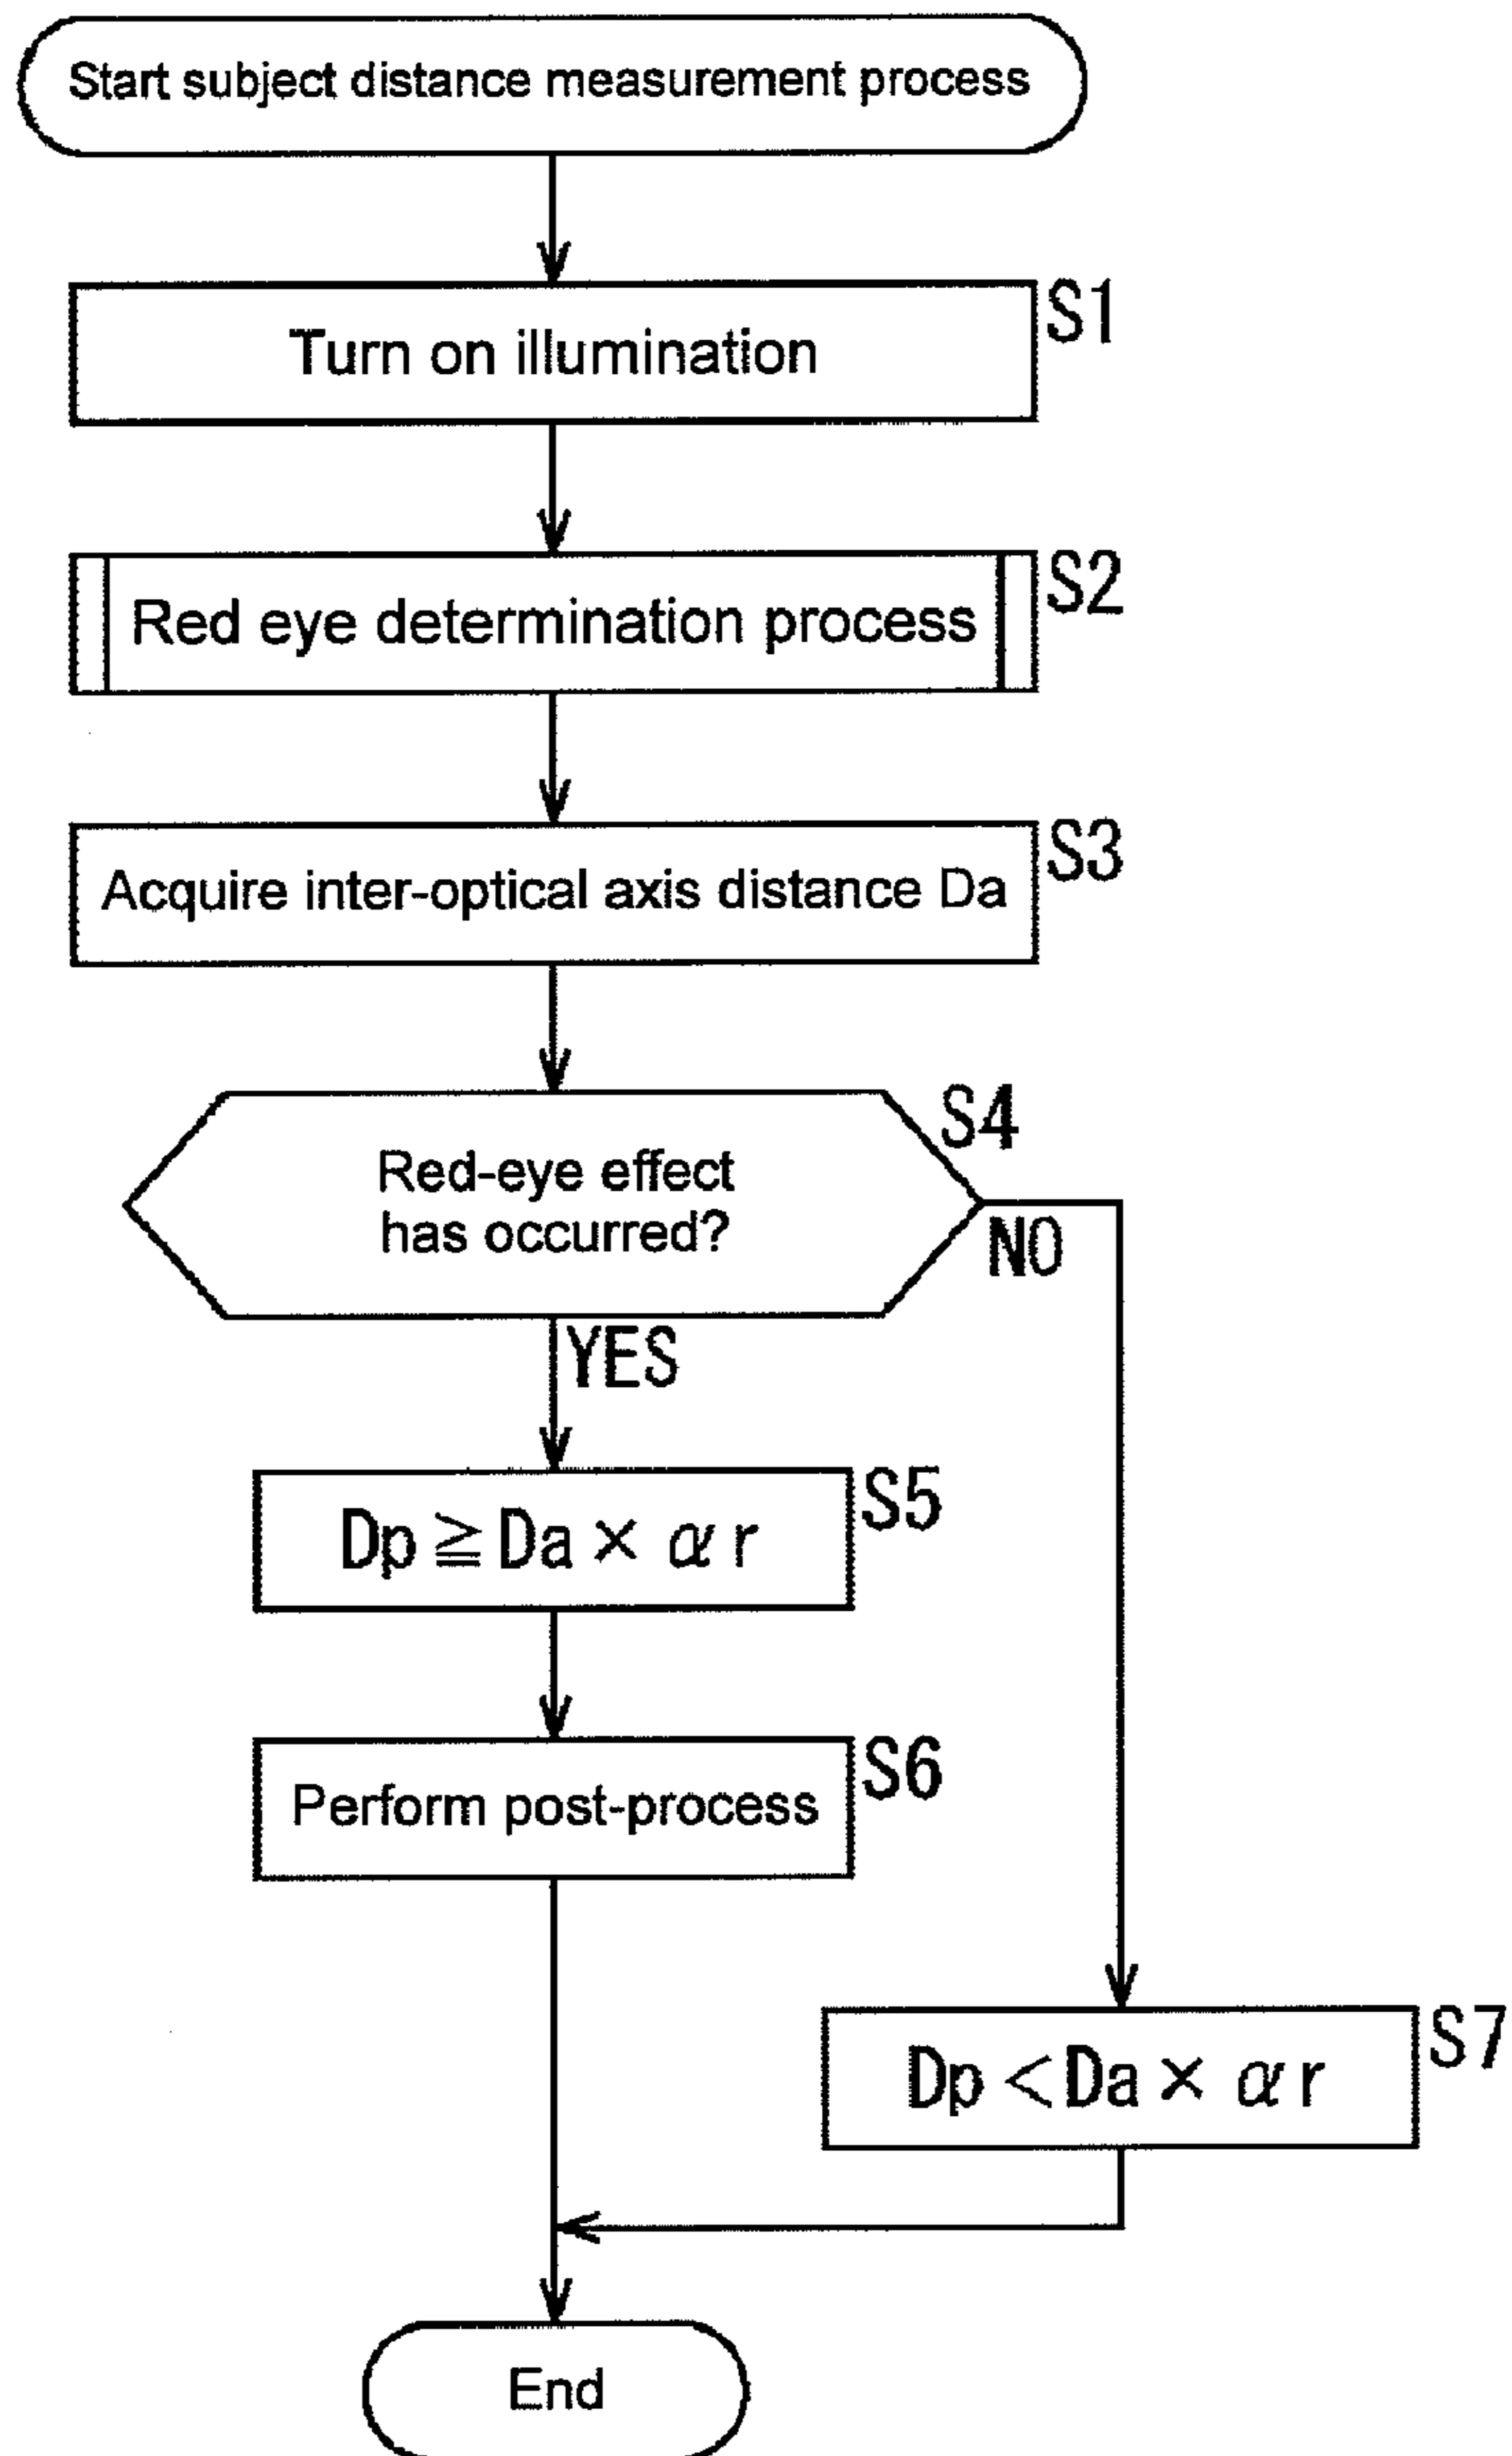 Start subject distance measurement process
S1
Turn on illumination
S2
Red eye determination process
S3
Acquire inter-optical axis distance Da
S4
Red-eye effect
has occurred?
NO
YES
S5
Dp ≧ Da × α r
S6
Perform post-process
S7
Dp < Da × α r
End